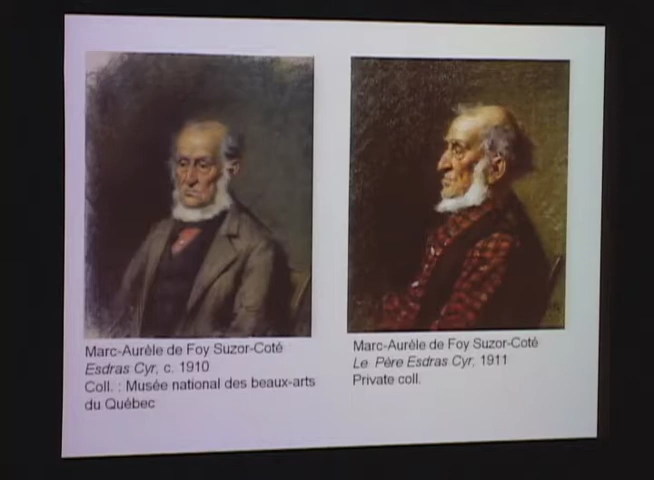 Marc-Aurèle de Foy Suzor-Coté
Esdras Cyr, c. 1910
Coll. : Musée national des beaux-arts
du Québec
Marc-Aurèle de Foy Suzor-Coté
Le Père Esdras Cyr, 1911
Private coll.